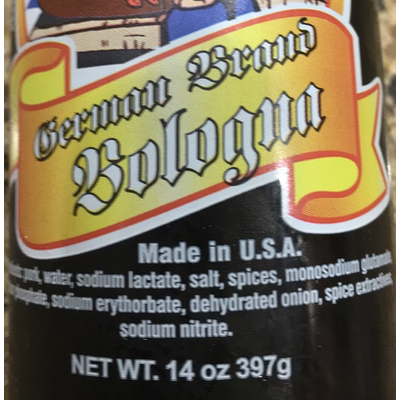 German Brand
Bologna
Made in U.S.A.
pork, water, sodium lactate, salt, spices, monosodium
sodium erythorbate, dehydrated onion, spice extractives,
sodium nitrite.
NET WT. 14 oz 397g